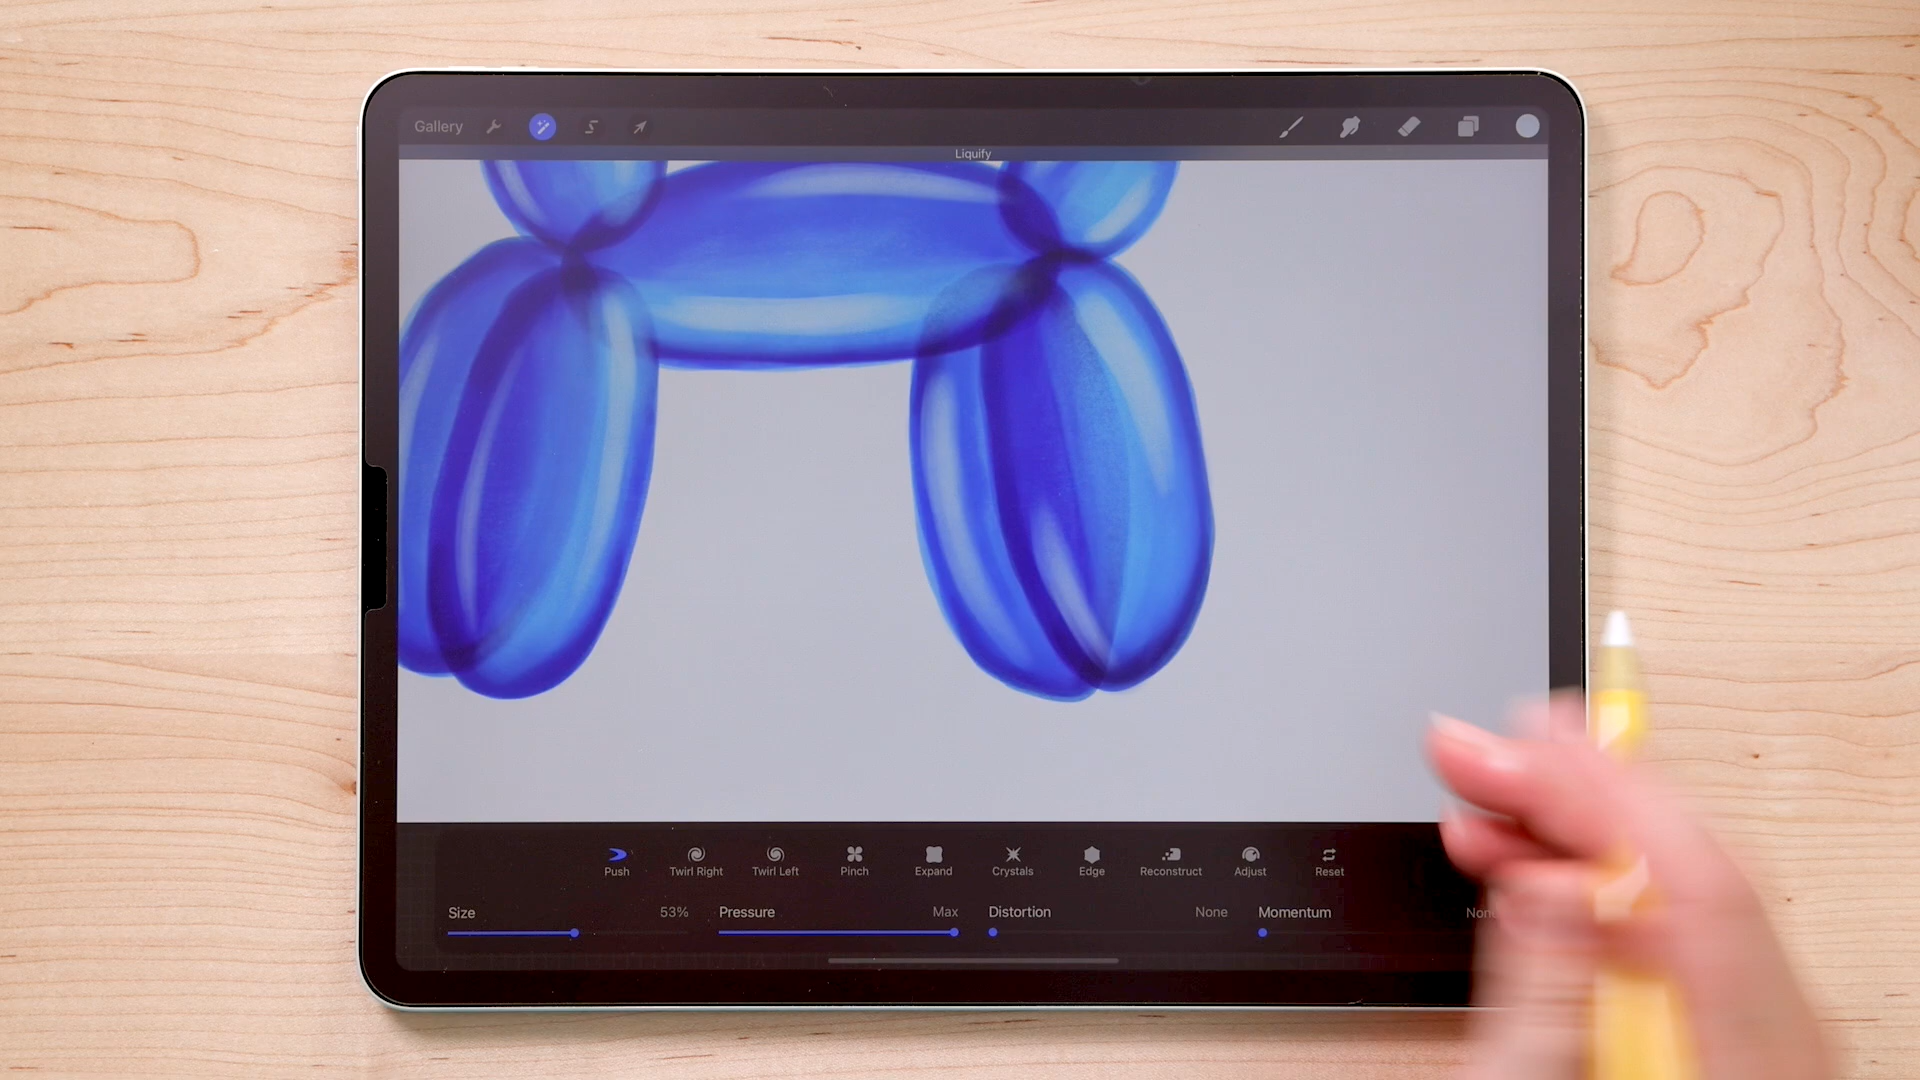 Gallery
Liquify
Push Twirl Right Twirl Left Pinch Expand Crystals Edge Reconstruct Adjust Reset
Size 53% Pressure Max Distortion None Momentum None